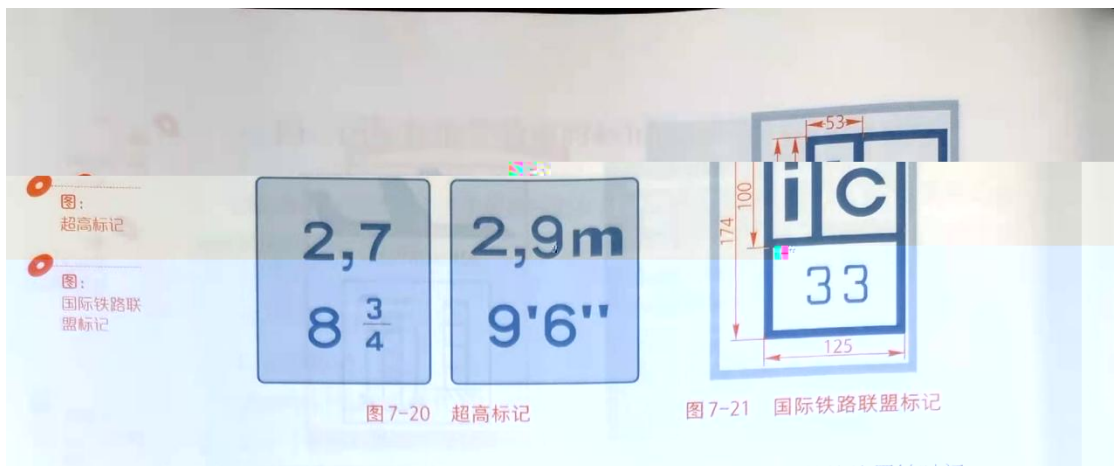 图：
超高标记
图：
国际铁路联
盟标记
2,7
8 3/4
2,9m
9'6''
图7-20 超高标记
53
100
174
i C
33
125
图7-21 国际铁路联盟标记